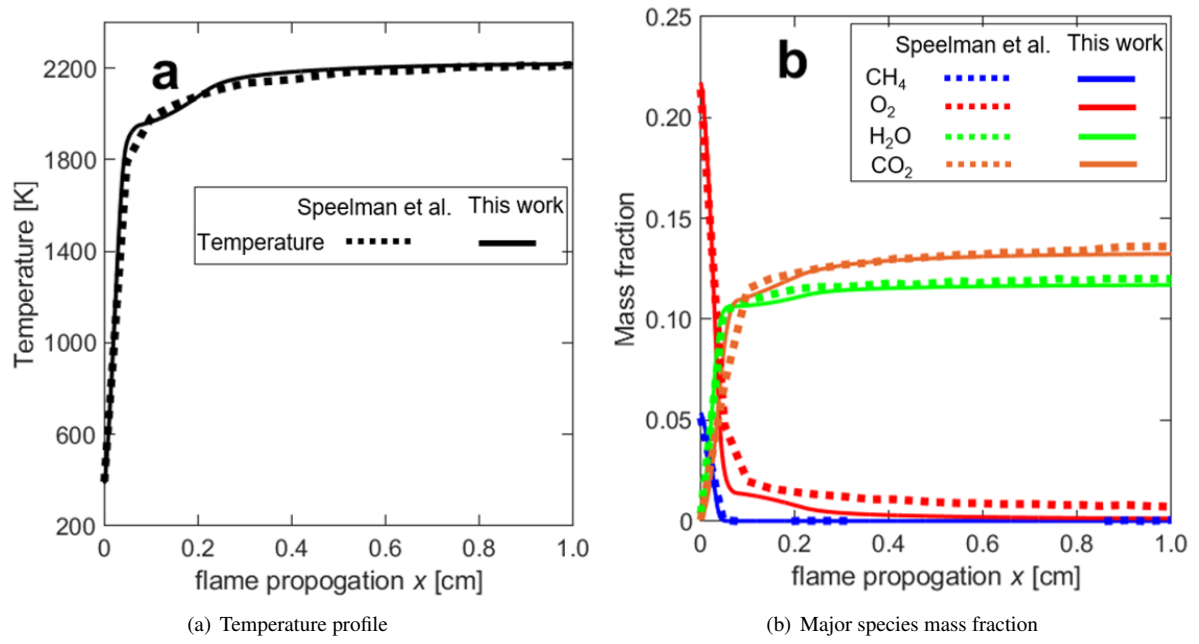 a
2200
1800
1400
1000
600
200
0
0.2
0.4
0.6
0.8
1.0
Temperature [K]
flame propogation x [cm]
Speelman et al. This work
Temperature
(a) Temperature profile
b
0.25
0.20
0.15
0.10
0.05
0
0
0.2
0.4
0.6
0.8
1.0
Mass fraction
flame propogation x [cm]
Speelman et al. This work
CH₄
O₂
H₂O
CO₂
(b) Major species mass fraction